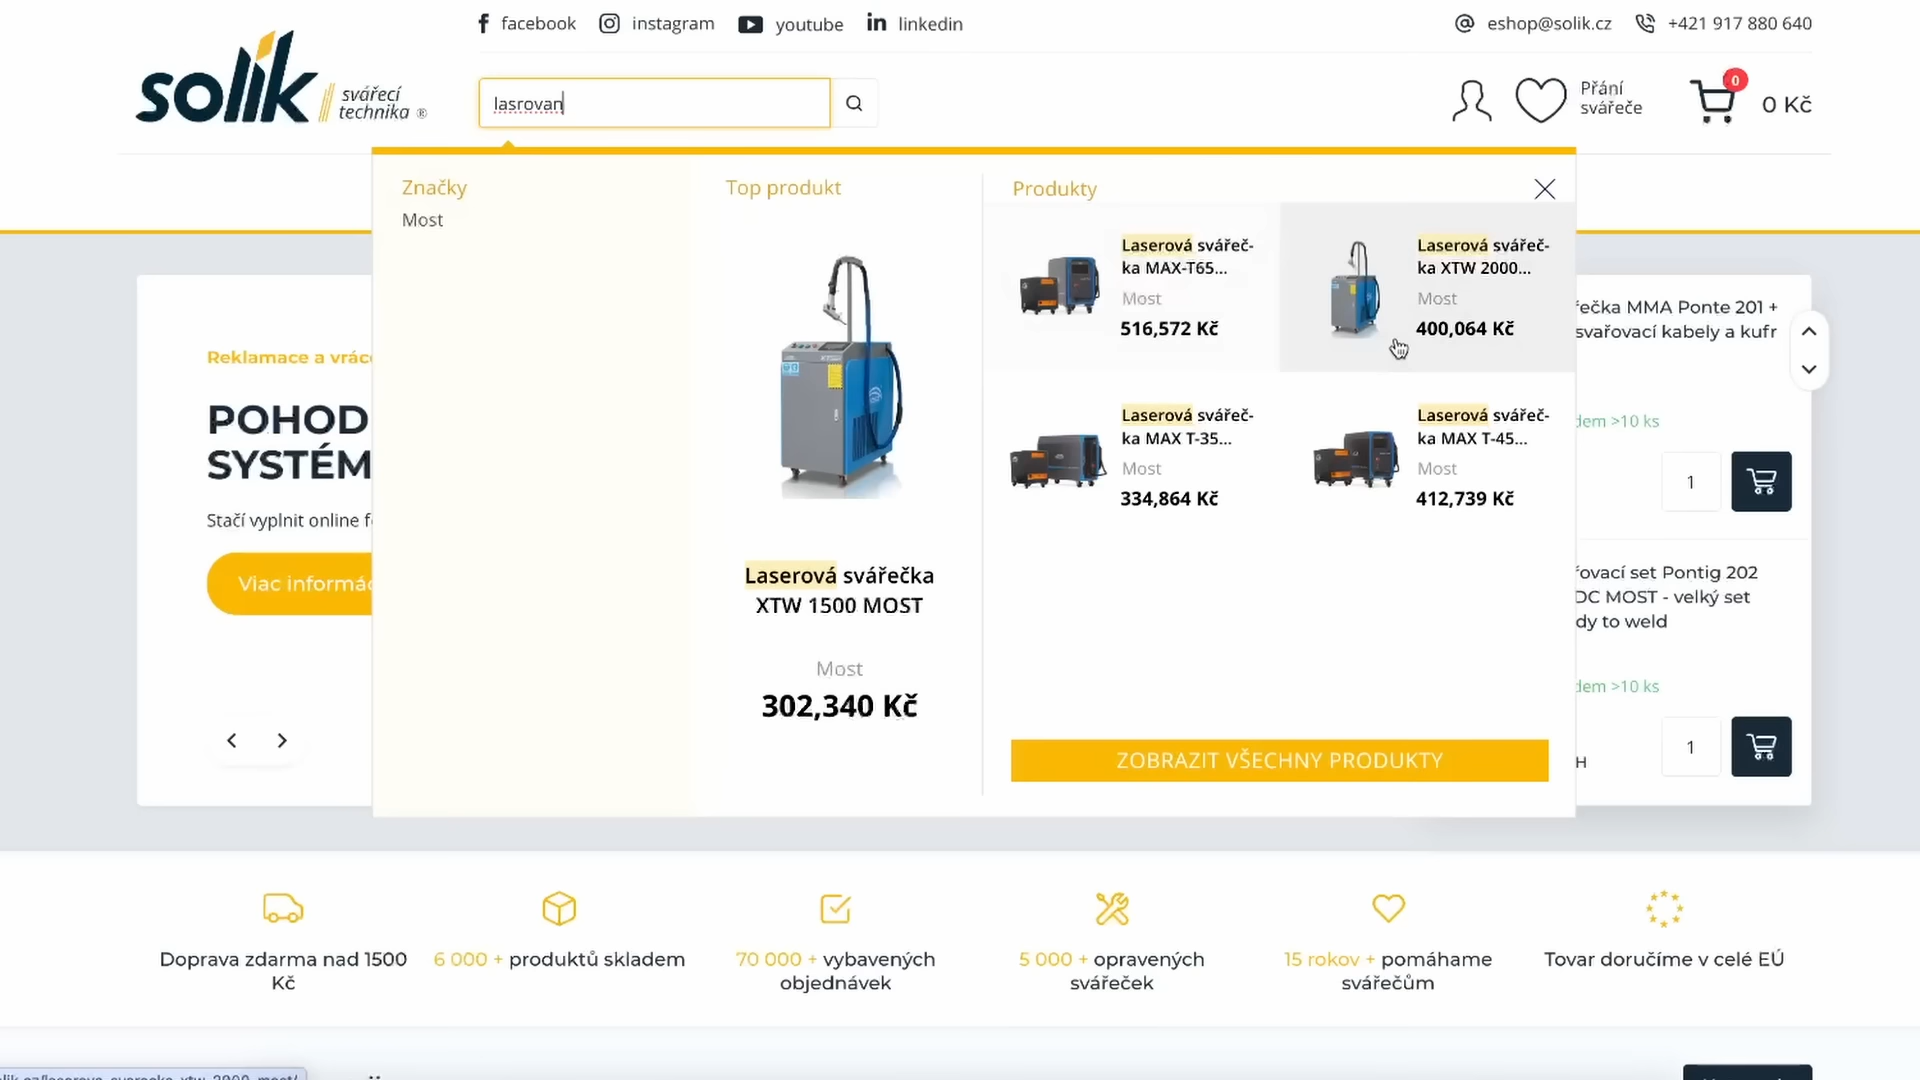 facebook
instagram
youtube
linkedin
eshop@solik.cz
+421 917 880 640
solík
svářecí
technika ®
lasrovan
Přání
svářeče
0
0 Kč
Značky
Most
Top produkt
Laserová svářečka
XTW 1500 MOST
Most
302,340 Kč
Produkty
Laserová svářeč-
ka MAX-T65...
Most
516,572 Kč
Laserová svářeč-
ka XTW 2000...
Most
400,064 Kč
Laserová svářeč-
ka MAX T-35...
Most
334,864 Kč
Laserová svářeč-
ka MAX T-45...
Most
412,739 Kč
ZOBRAZIT VŠECHNY PRODUKTY
Reklamace a vrác
POHOD
SYSTÉM
Stačí vyplnit online f
Viac informác
ečka MMA Ponte 201 +
svařovací kabely a kufr
dem >10 ks
1
řovací set Pontig 202
DC MOST - velký set
dy to weld
dem >10 ks
1
H
Doprava zdarma nad 1500
Kč
6 000 + produktů skladem
70 000 + vybavených
objednávek
5 000 + opravených
svářeček
15 rokov + pomáhame
svářečům
Tovar doručíme v celé EÚ